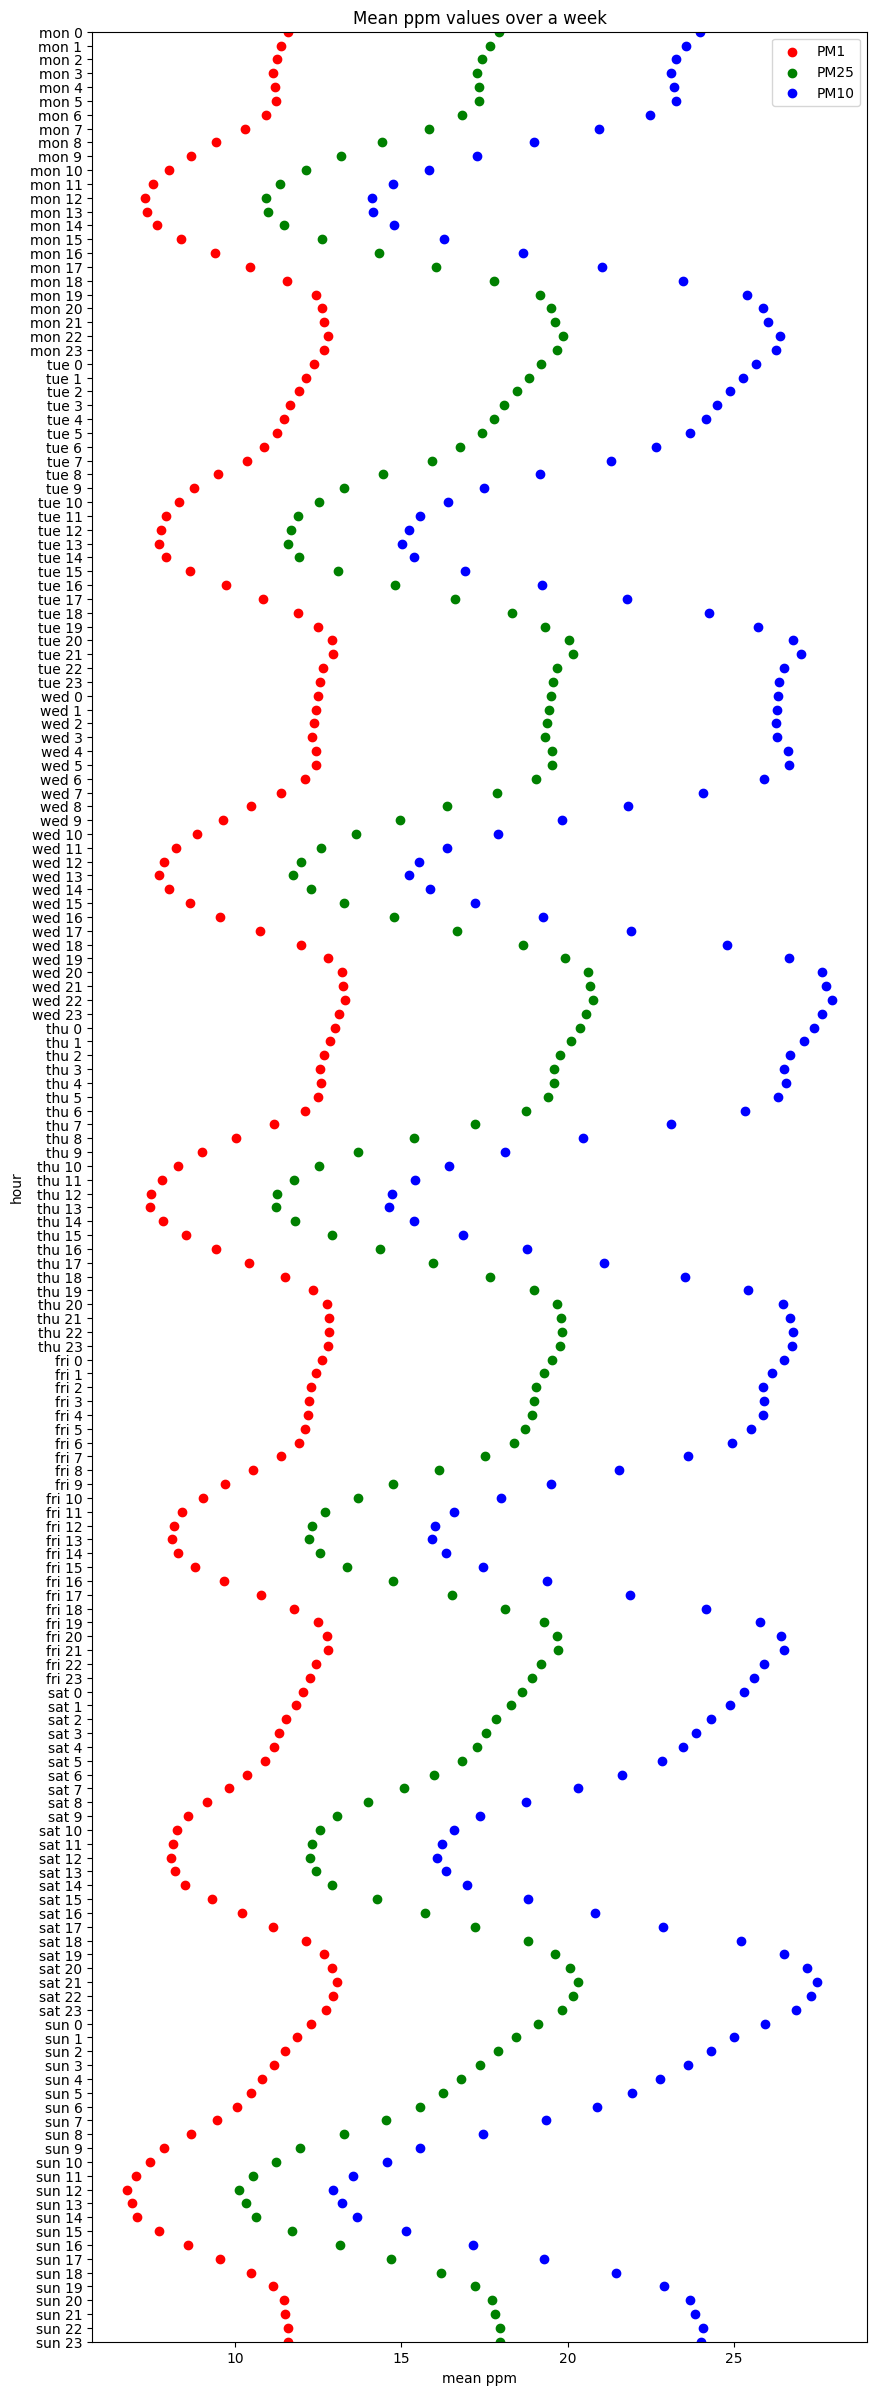 Mean ppm values over a week
PM1
PM25
PM10
mon 0
mon 1
mon 2
mon 3
mon 4
mon 5
mon 6
mon 7
mon 8
mon 9
mon 10
mon 11
mon 12
mon 13
mon 14
mon 15
mon 16
mon 17
mon 18
mon 19
mon 20
mon 21
mon 22
mon 23
tue 0
tue 1
tue 2
tue 3
tue 4
tue 5
tue 6
tue 7
tue 8
tue 9
tue 10
tue 11
tue 12
tue 13
tue 14
tue 15
tue 16
tue 17
tue 18
tue 19
tue 20
tue 21
tue 22
tue 23
wed 0
wed 1
wed 2
wed 3
wed 4
wed 5
wed 6
wed 7
wed 8
wed 9
wed 10
wed 11
wed 12
wed 13
wed 14
wed 15
wed 16
wed 17
wed 18
wed 19
wed 20
wed 21
wed 22
wed 23
thu 0
thu 1
thu 2
thu 3
thu 4
thu 5
thu 6
thu 7
thu 8
thu 9
thu 10
thu 11
thu 12
thu 13
thu 14
thu 15
thu 16
thu 17
thu 18
thu 19
thu 20
thu 21
thu 22
thu 23
fri 0
fri 1
fri 2
fri 3
fri 4
fri 5
fri 6
fri 7
fri 8
fri 9
fri 10
fri 11
fri 12
fri 13
fri 14
fri 15
fri 16
fri 17
fri 18
fri 19
fri 20
fri 21
fri 22
fri 23
sat 0
sat 1
sat 2
sat 3
sat 4
sat 5
sat 6
sat 7
sat 8
sat 9
sat 10
sat 11
sat 12
sat 13
sat 14
sat 15
sat 16
sat 17
sat 18
sat 19
sat 20
sat 21
sat 22
sat 23
sun 0
sun 1
sun 2
sun 3
sun 4
sun 5
sun 6
sun 7
sun 8
sun 9
sun 10
sun 11
sun 12
sun 13
sun 14
sun 15
sun 16
sun 17
sun 18
sun 19
sun 20
sun 21
sun 22
sun 23
hour
10 15 20 25
mean ppm